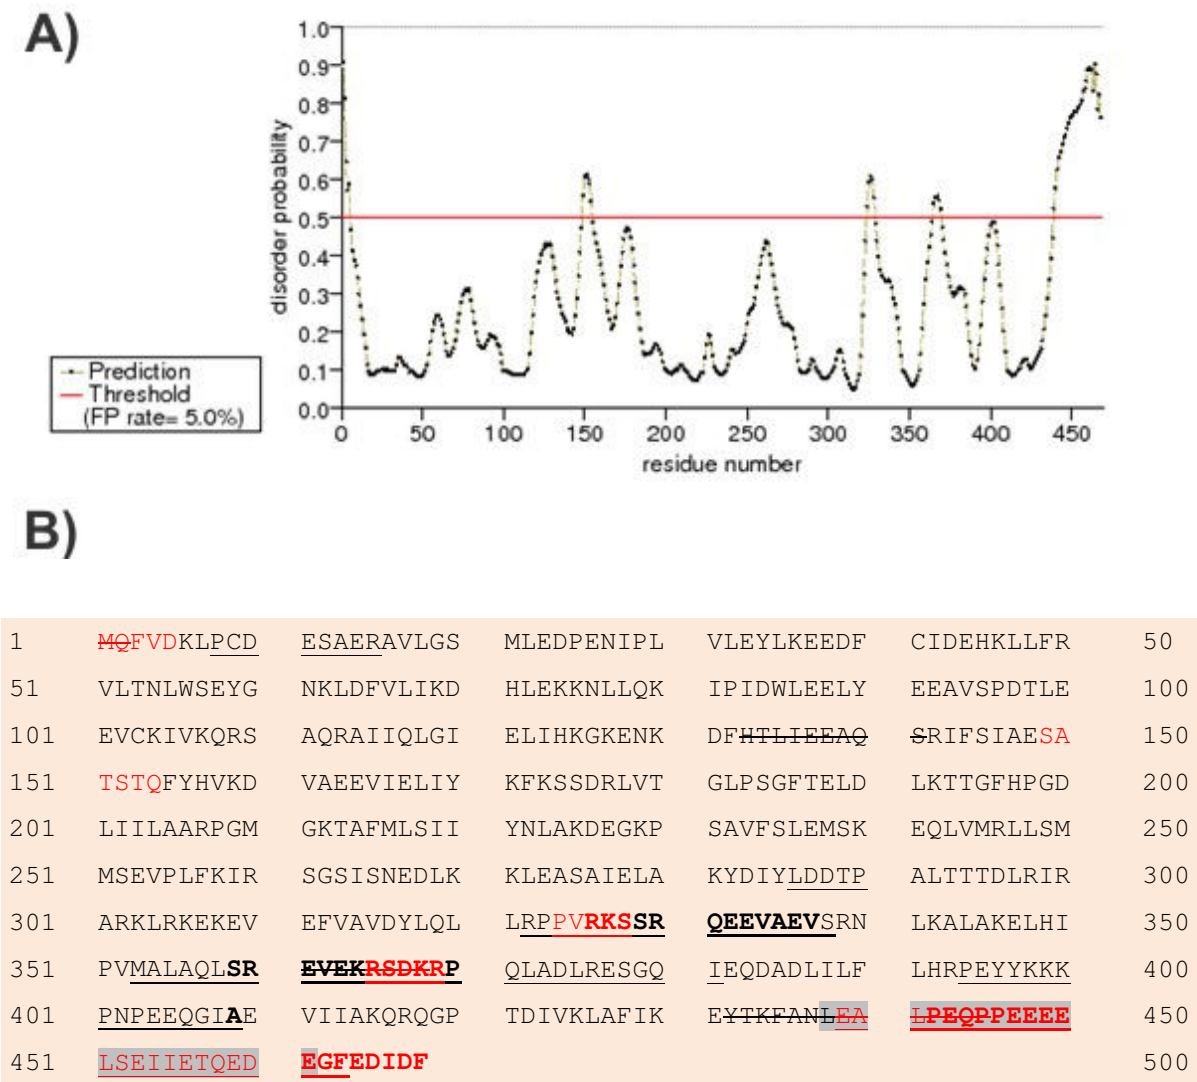 A)
1.0
0.9
0.8
0.7
0.6
0.5
0.4
0.3
0.2
0.1
0.0
disorder probability
0 50 100 150 200 250 300 350 400 450
residue number
Prediction
Threshold
(FP rate= 5.0%)
B)
1 MQFVDKLPCD ESAERAVLGS MLEDPENIPL VLEYLKEEDF CIDEHKLLFR 50
51 VLTNLWSEYG NKLDFVLIKD HLEKKNLLQK IPIDWLEELY EEAVSPDTLE 100
101 EVCKIVKQRS AQRAIIQLGI ELIHKGKENK DFHTLIEEAQ SRIFSIAESA 150
151 TSTQFYHVKD VAEEVIELIY KFKSSDRLVT GLPSGFTELD LKTTGFHPGD 200
201 LIILAARPGM GKTAFMLSII YNLAKDEGKP SAVFSLEMSK EQLVMRLLSM 250
251 MSEVPLFKIR SGSISNEDLK KLEASAIELA KYDIYLDDTP ALTTTDLRIR 300
301 ARKLRKEKEV EFVAVDYLQL LRPPVRKSSR QEEVAEVSRN LKALAKELHI 350
351 PVMALAQLSR EVEKRSDKRP QLADLRESGQ IEQDADLILF LHRPEYYKKK 400
401 PNPEEQGIAE VIIAKQRQGP TDIVKLAFIK EYTKFANLEA LPEQPPEEEE 450
451 LSEIIETQED EGFEDIDF 500